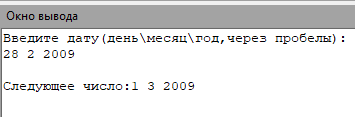 Окно вывода
Введите дату(день\месяц\год,через пробелы):
28 2 2009
Следующее число:1 3 2009